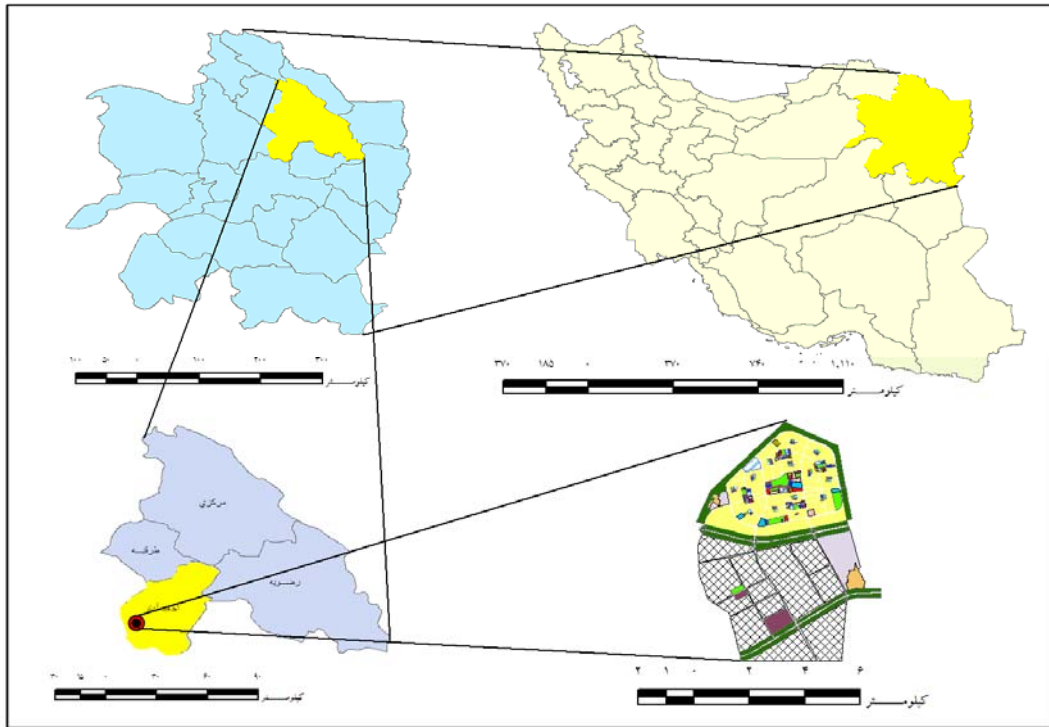 ۱۰۰ ۵۰ ۰ ۱۰۰ ۲۰۰ ۳۰۰
کیلومتر
۳۷۰ ۱۸۵ ۰ ۳۷۰ ۷۴۰ ۱,۱۱۰
کیلومتر
مرکزی
طرقبه
رضویه
۳۰ ۱۵ ۰ ۳۰ ۶۰ ۹۰
کیلومتر
۲ ۱ ۰ ۲ ۴ ۶
کیلومتر